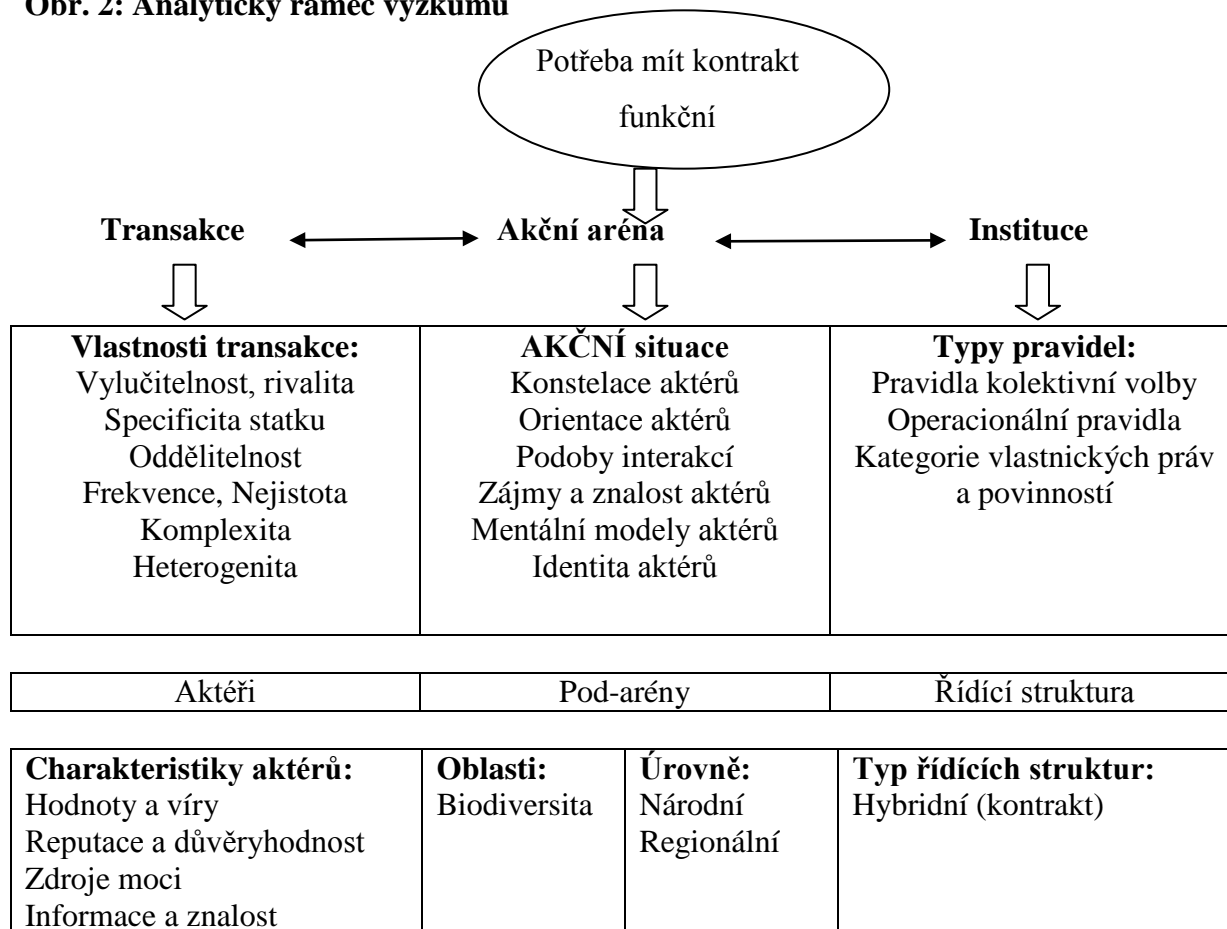 Obr. 2: Analytický rámec výzkumu
Potřeba mít kontrakt
funkční
Transakce
Akční aréna
Instituce
Vlastnosti transakce:
Vylučitelnost, rivalita
Specificita statku
Oddělitelnost
Frekvence, Nejistota
Komplexita
Heterogenita
AKČNÍ situace
Konstelace aktérů
Orientace aktérů
Podoby interakcí
Zájmy a znalost aktérů
Mentální modely aktérů
Identita aktérů
Typy pravidel:
Pravidla kolektivní volby
Operacionální pravidla
Kategorie vlastnických práv
a povinností
Aktéři
Pod-arény
Řídící struktura
Charakteristiky aktérů:
Hodnoty a víry
Reputace a důvěryhodnost
Zdroje moci
Informace a znalost
Oblasti:
Biodiversita
Úrovně:
Národní
Regionální
Typ řídících struktur:
Hybridní (kontrakt)